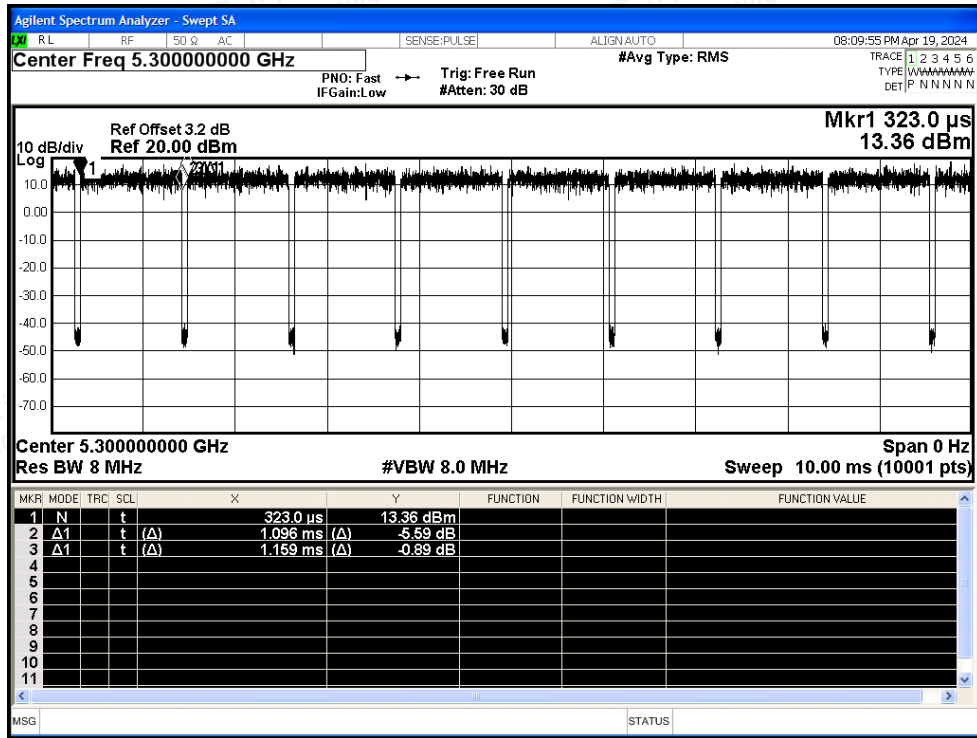 Agilent Spectrum Analyzer - Swept SA
LXI RL RF 50 Ω AC SENSE:PULSE ALIGN AUTO 08:09:55 PM Apr 19, 2024
Center Freq 5.300000000 GHz
#Avg Type: RMS
TRACE 1 2 3 4 5 6
PNO: Fast Trig: Free Run
TYPE WWWWWW
IFGain:Low #Atten: 30 dB
DET P N N N N N
Mkr1 323.0 µs
13.36 dBm
Ref Offset 3.2 dB
10 dB/div Ref 20.00 dBm
Log
1
10.0
0.00
-10.0
-20.0
-30.0
-40.0
-50.0
-60.0
-70.0
Center 5.300000000 GHz Span 0 Hz
Res BW 8 MHz #VBW 8.0 MHz Sweep 10.00 ms (10001 pts)
MKR MODE TRC SCL X Y FUNCTION FUNCTION WIDTH FUNCTION VALUE
1 N t 323.0 µs 13.36 dBm
2 Δ1 t (Δ) 1.096 ms (Δ) -5.59 dB
3 Δ1 t (Δ) 1.159 ms (Δ) -0.89 dB
4
5
6
7
8
9
10
11
MSG STATUS